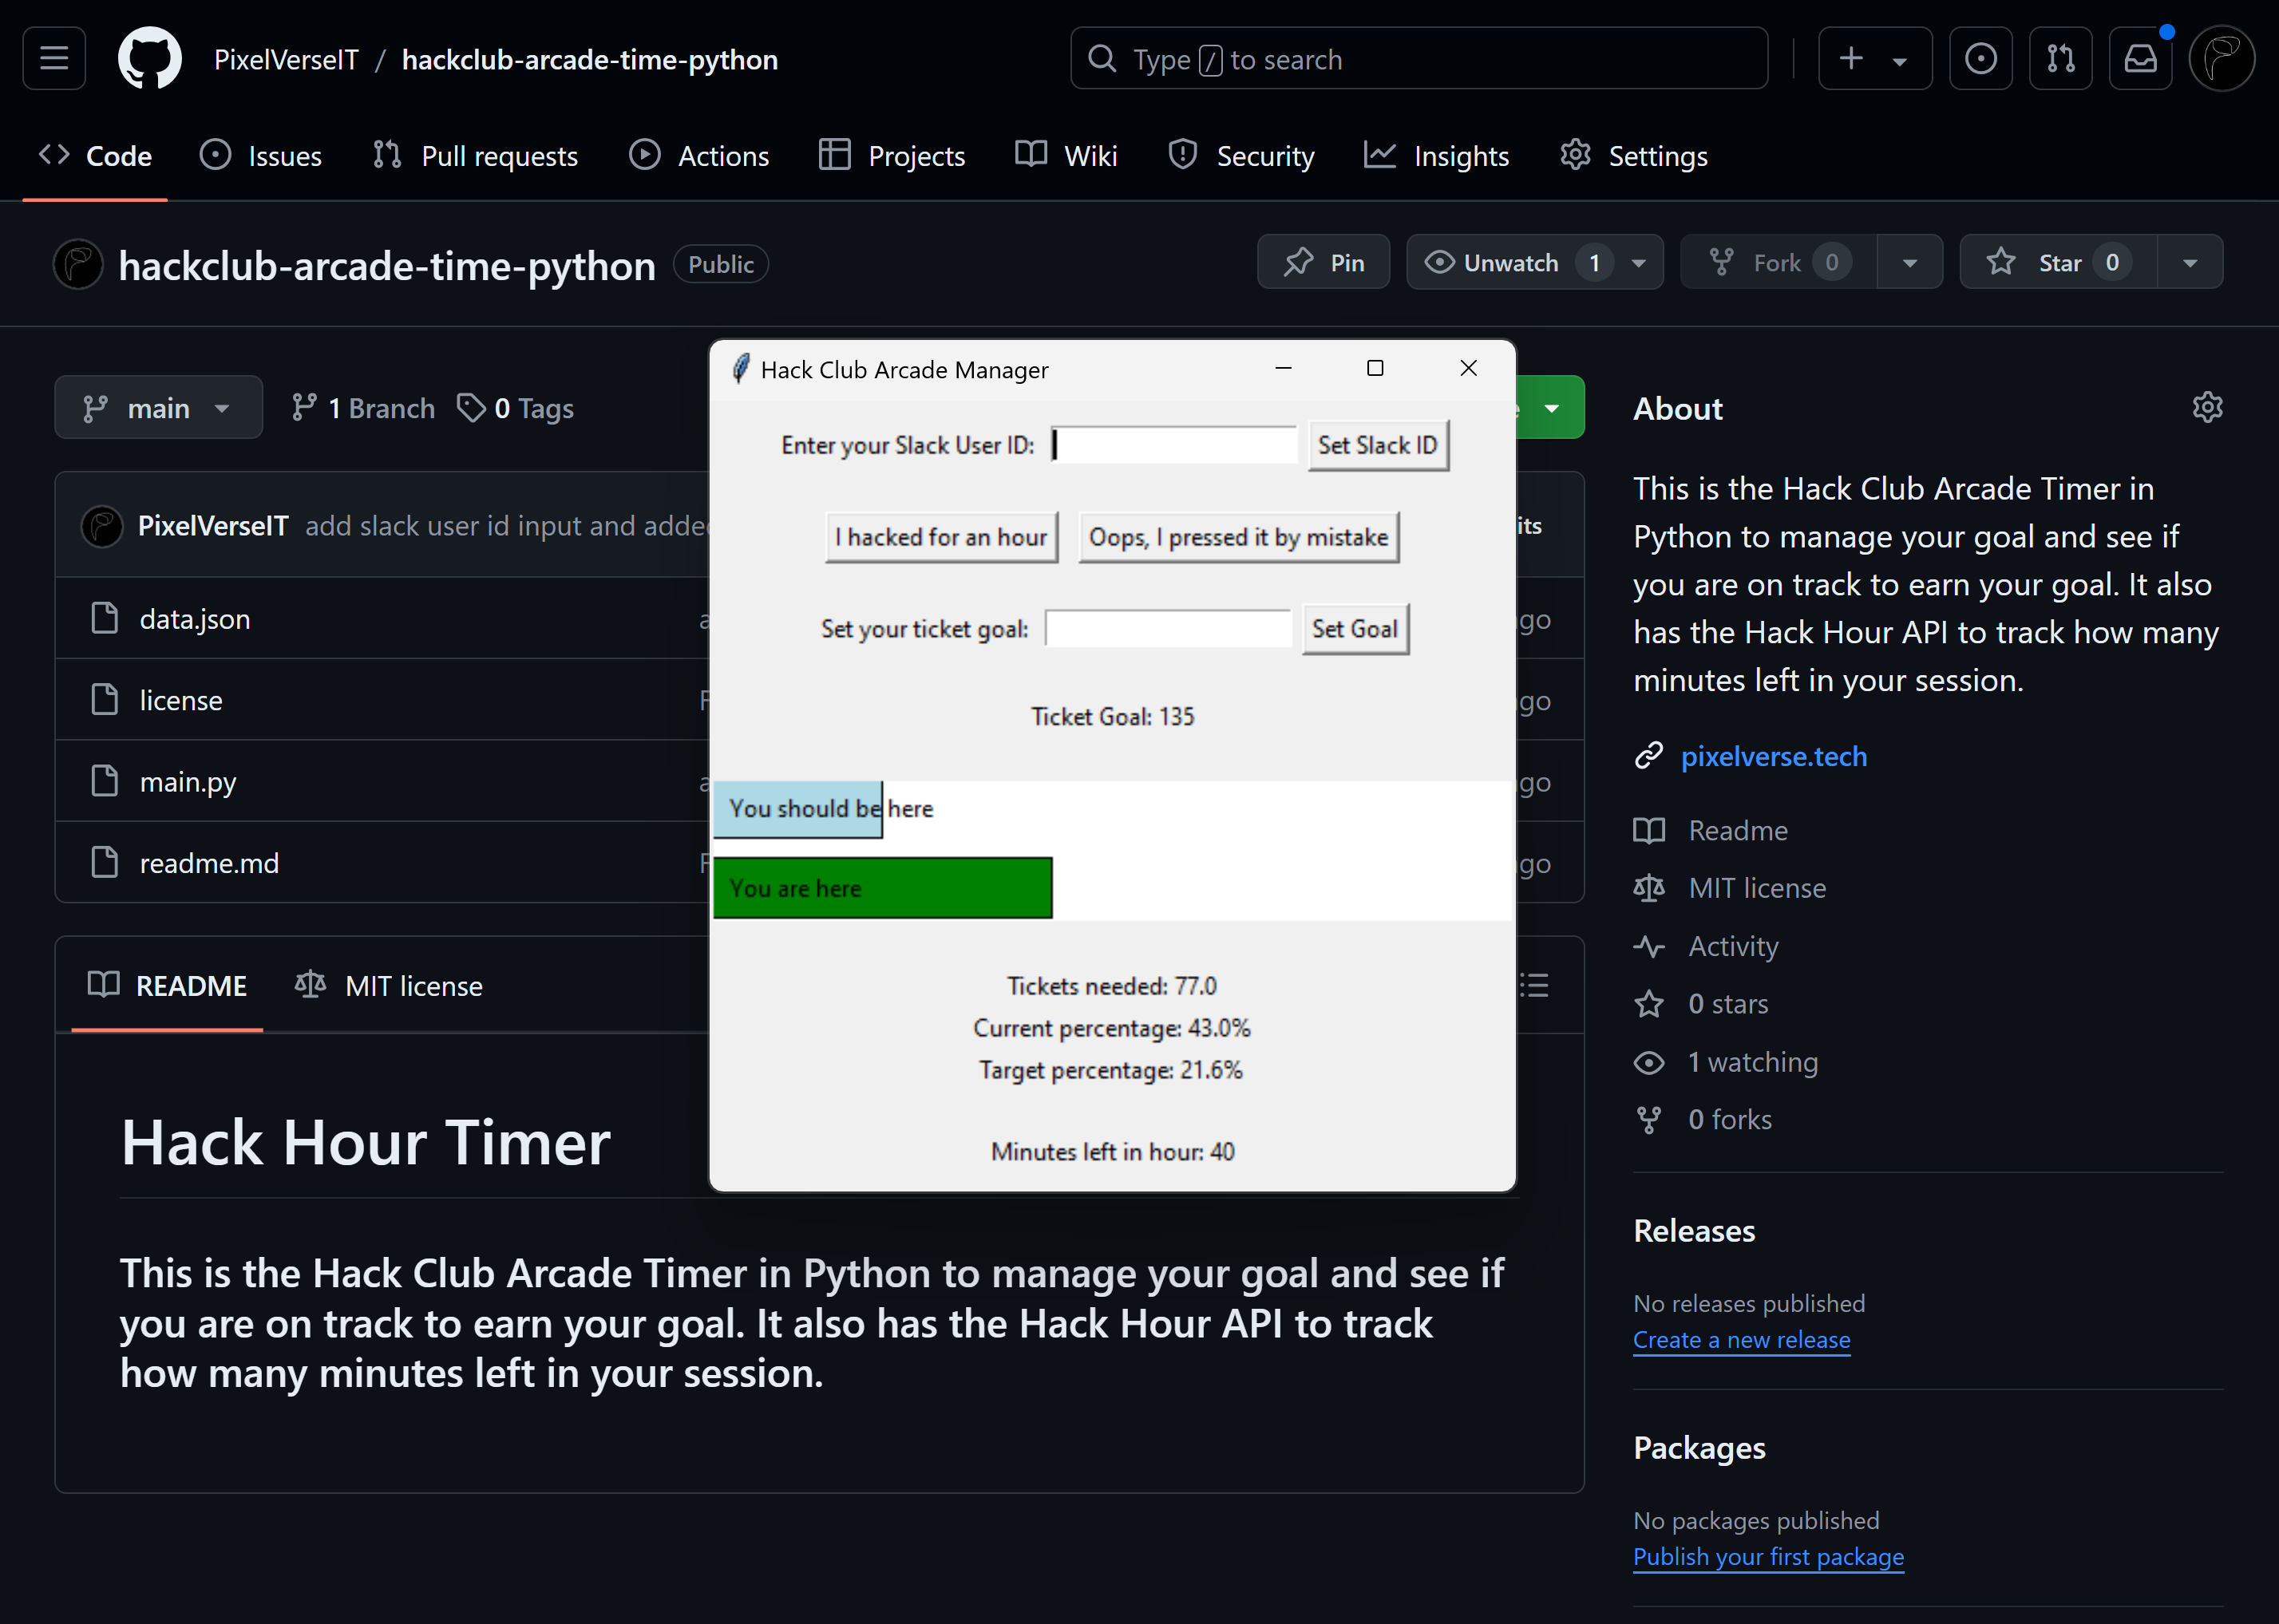 PixelVerseIT / hackclub-arcade-time-python
Type / to search
Code Issues Pull requests Actions Projects Wiki Security Insights Settings
hackclub-arcade-time-python Public
Pin Unwatch 1 Fork 0 Star 0
main 1 Branch 0 Tags
PixelVerseIT add slack user id input and added
data.json
license
main.py
readme.md
README MIT license
Hack Hour Timer
This is the Hack Club Arcade Timer in Python to manage your goal and see if
you are on track to earn your goal. It also has the Hack Hour API to track
how many minutes left in your session.
Hack Club Arcade Manager
Enter your Slack User ID: Set Slack ID
I hacked for an hour Oops, I pressed it by mistake
Set your ticket goal: Set Goal
Ticket Goal: 135
You should be here
You are here
Tickets needed: 77.0
Current percentage: 43.0%
Target percentage: 21.6%
Minutes left in hour: 40
About
This is the Hack Club Arcade Timer in
Python to manage your goal and see if
you are on track to earn your goal. It also
has the Hack Hour API to track how many
minutes left in your session.
pixelverse.tech
Readme
MIT license
Activity
0 stars
1 watching
0 forks
Releases
No releases published
Create a new release
Packages
No packages published
Publish your first package